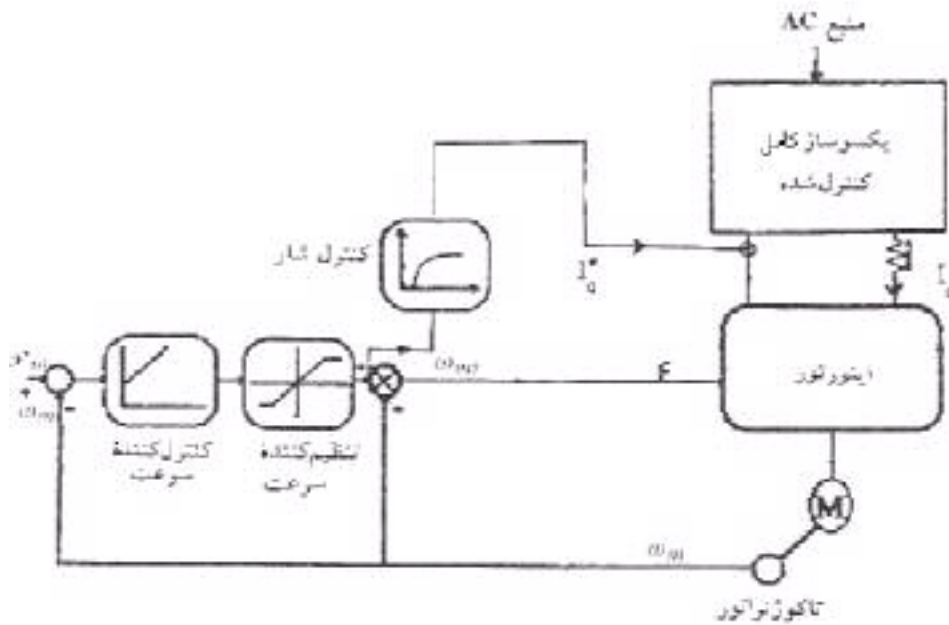 منبع AC
یکسوساز کامل
کنترل شده
کنترل شار
I*
اینورتور
کنترل‌کنندهٔ
سرعت
تنظیم‌کنندهٔ
سرعت
M
تاکوژنراتور